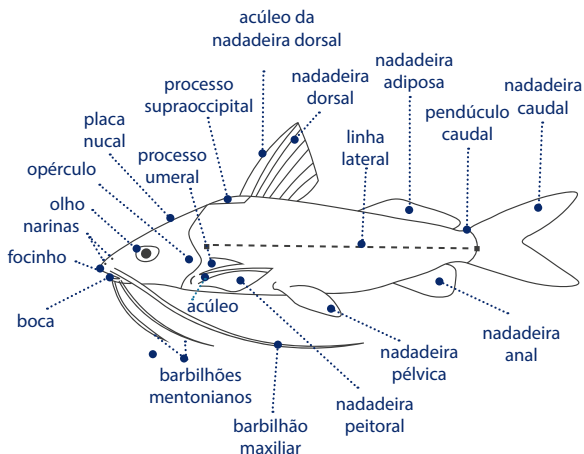 acúleo da
nadadeira dorsal
processo
supraoccipital
nadadeira
dorsal
nadadeira
adiposa
nadadeira
caudal
placa
nucal
pendúculo
caudal
linha
lateral
opérculo
processo
umeral
olho
narinas
focinho
boca
acúleo
barbilhões
mentonianos
barbilhão
maxiliar
nadadeira
peitoral
nadadeira
pélvica
nadadeira
anal